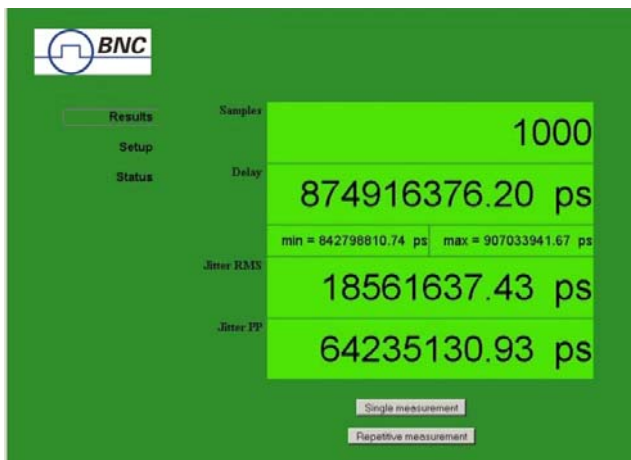 BNC
Results
Setup
Status
Samples
1000
Delay
874916376.20 ps
min = 842798810.74 ps max = 907033941.67 ps
Jitter RMS
18561637.43 ps
Jitter PP
64235130.93 ps
Single measurement
Repetitive measurement